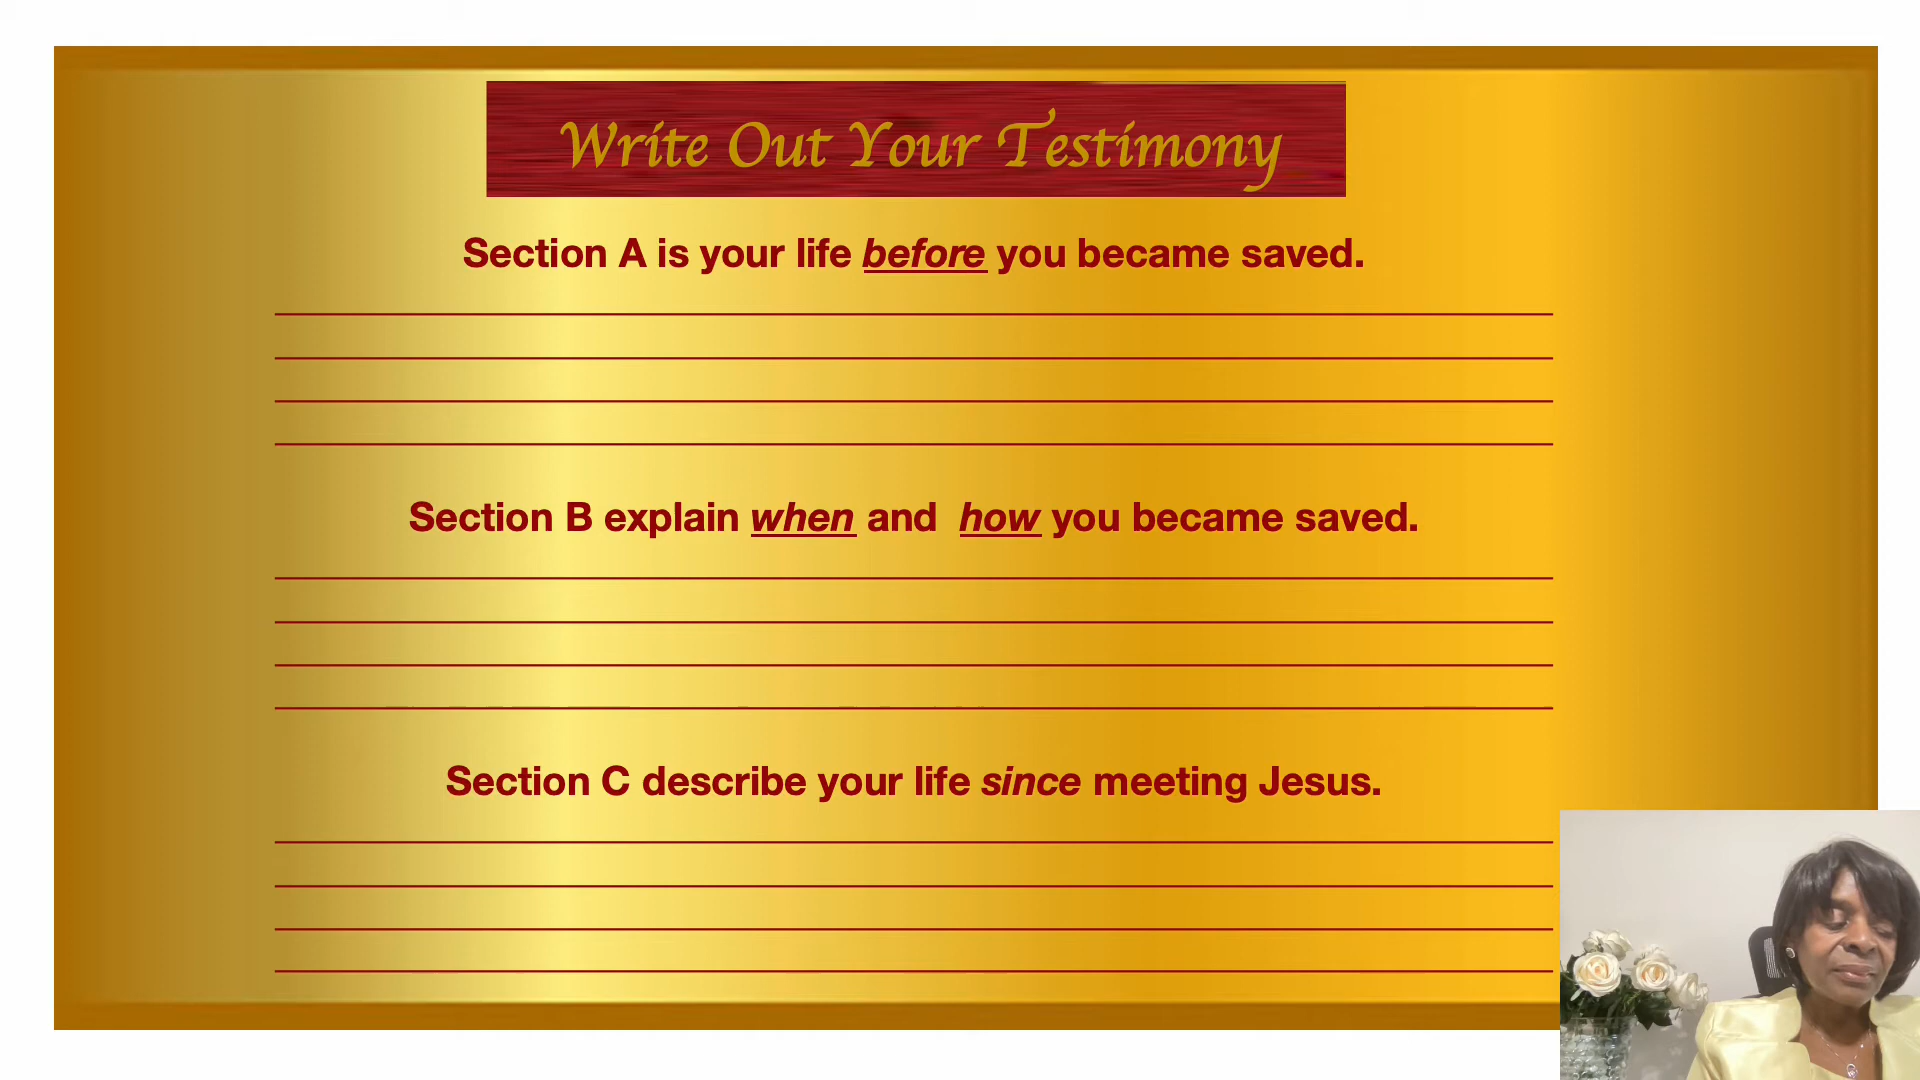 Write Out Your Testimony
Section A is your life before you became saved.
Section B explain when and how you became saved.
Section C describe your life since meeting Jesus.